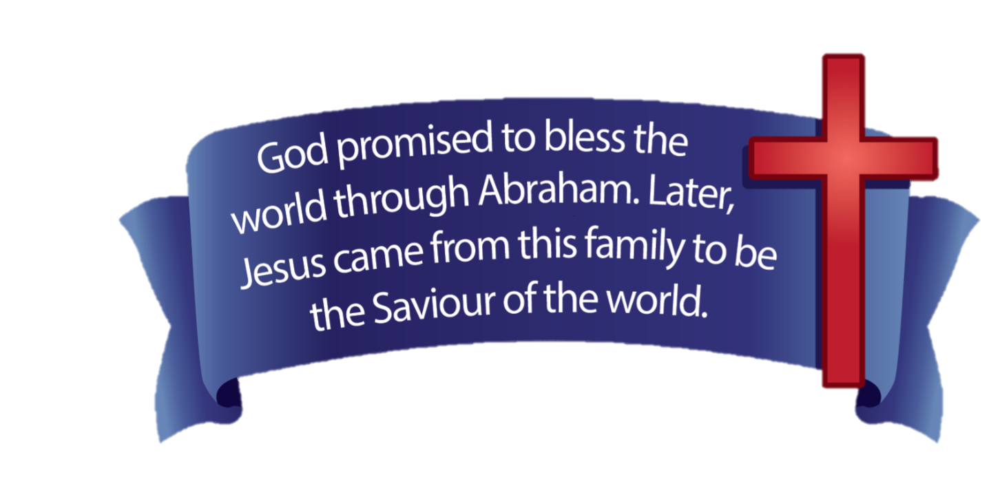 God promised to bless the
world through Abraham. Later,
Jesus came from this family to be
the Saviour of the world.